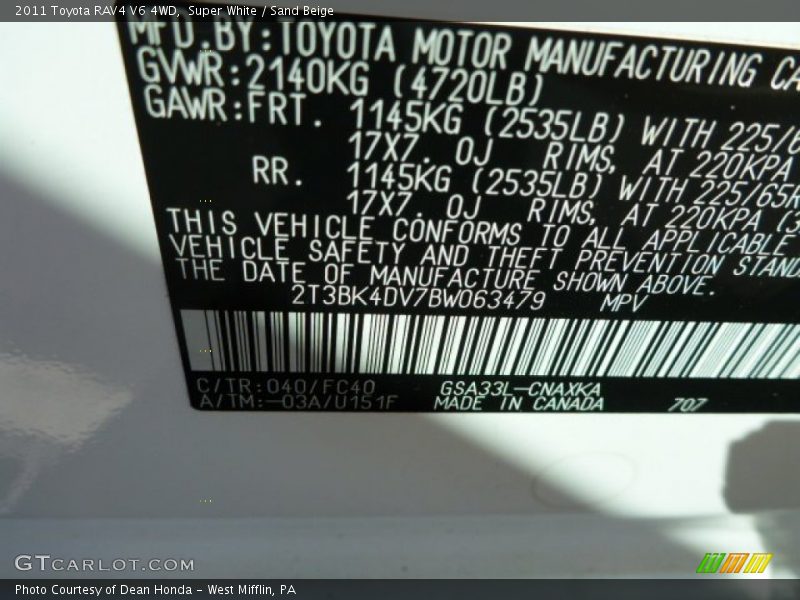 2011 Toyota RAV4 V6 4WD, Super White / Sand Beige
MFD BY:TOYOTA MOTOR MANUFACTURING CA
GVWR:2140KG (4720LB)
GAWR:FRT. 1145KG (2535LB) WITH 225/6
17X7. 0J RIMS, AT 220KPA
RR. 1145KG (2535LB) WITH 225/65R
17X7. 0J RIMS, AT 220KPA (3
THIS VEHICLE CONFORMS TO ALL APPLICABLE
VEHICLE SAFETY AND THEFT PREVENTION STAND
THE DATE OF MANUFACTURE SHOWN ABOVE.
2T3BK4DV7BW063479 MPV
C/TR:040/FC40 GSA33L-CNAXKA
A/TM:-03A/U151F MADE IN CANADA 707
GTCARLOT.COM
Photo Courtesy of Dean Honda - West Mifflin, PA